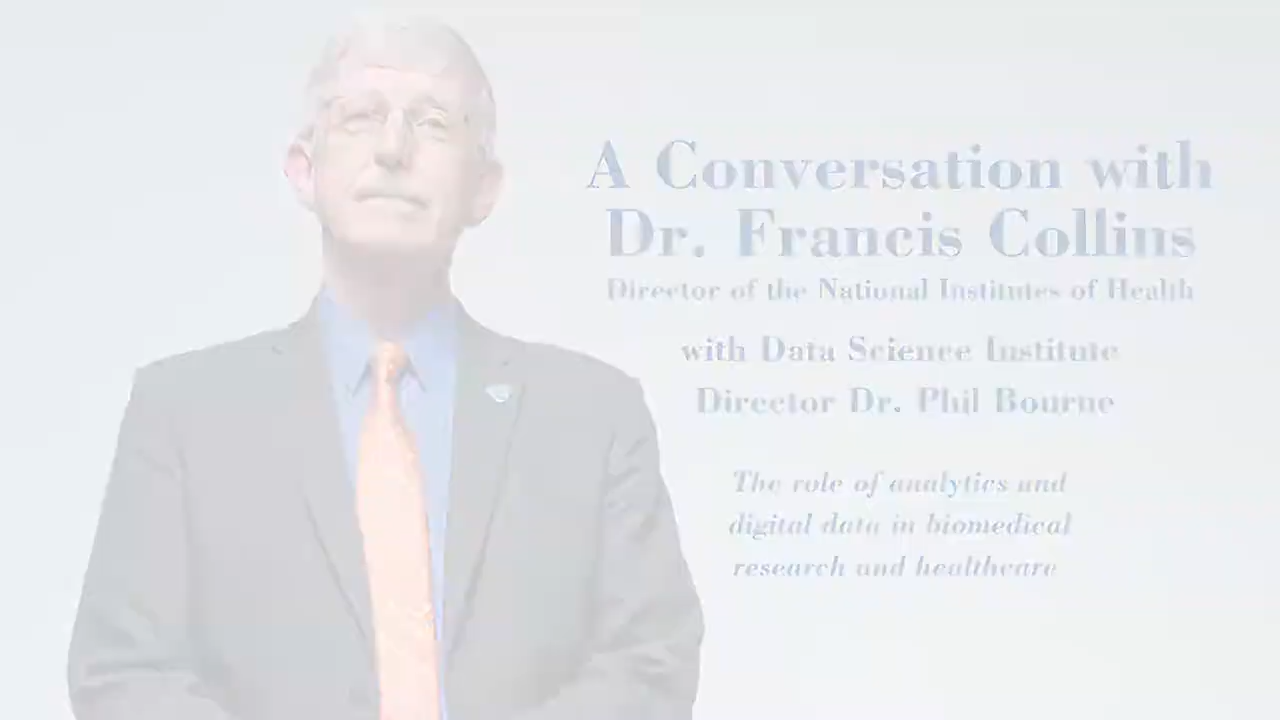 A Conversation with
Dr. Francis Collins
Director of the National Institutes of Health
with Data Science Institute
Director Dr. Phil Bourne
The role of analytics and
digital data in biomedical
research and healthcare